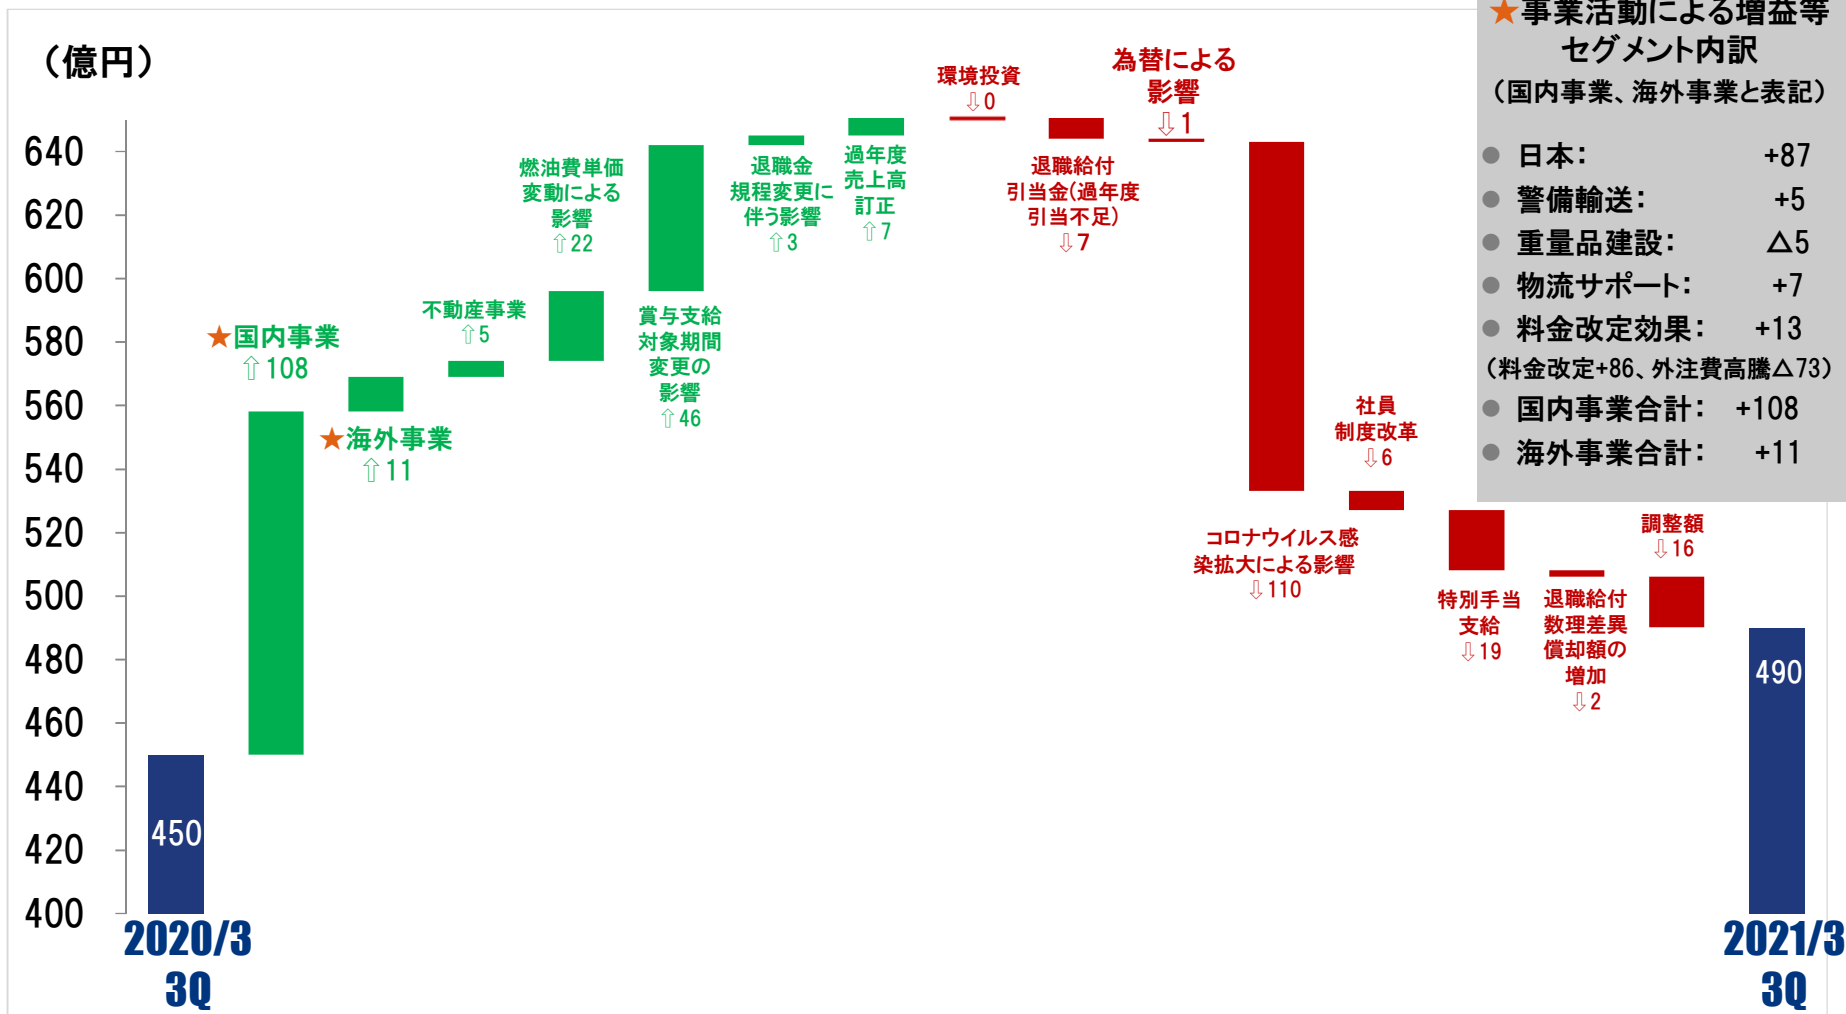 （億円）
640
620
600
580
560
540
520
500
480
460
440
420
400
450
2020/3
3Q
★国内事業
⇧108
★海外事業
⇧11
不動産事業
⇧5
燃油費単価
変動による
影響
⇧22
賞与支給
対象期間
変更の
影響
⇧46
退職金
規程変更に
伴う影響
⇧3
過年度
売上高
訂正
⇧7
環境投資
⇩0
退職給付
引当金(過年度
引当不足)
⇩7
為替による
影響
⇩1
コロナウイルス感
染拡大による影響
⇩110
社員
制度改革
⇩6
特別手当
支給
⇩19
退職給付
数理差異
償却額の
増加
⇩2
調整額
⇩16
490
2021/3
3Q
★事業活動による増益等
セグメント内訳
（国内事業、海外事業と表記）
● 日本： +87
● 警備輸送： +5
● 重量品建設： △5
● 物流サポート： +7
● 料金改定効果： +13
（料金改定+86、外注費高騰△73）
● 国内事業合計： +108
● 海外事業合計： +11